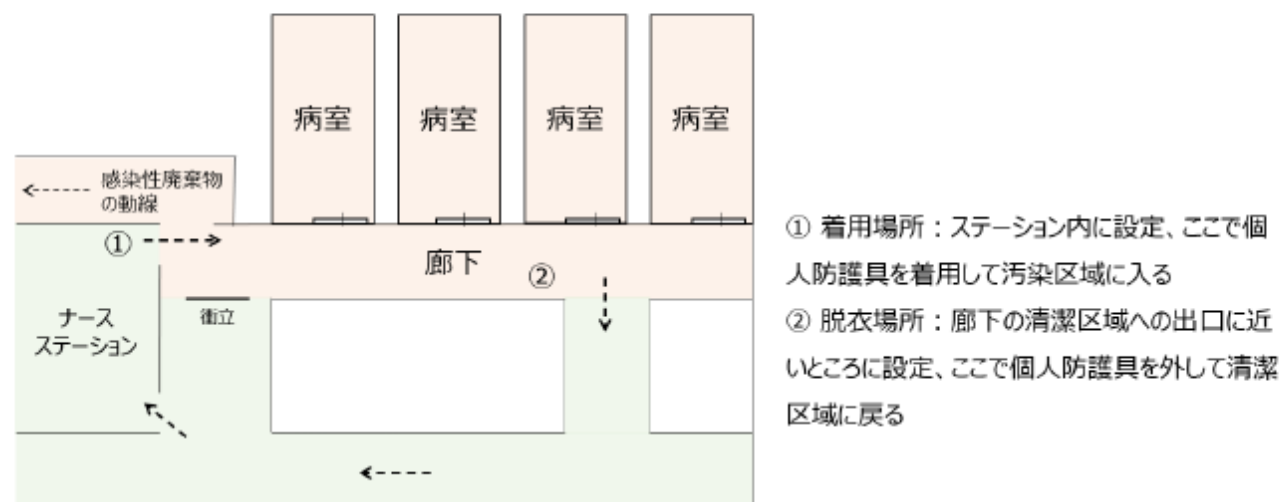 病室
病室
病室
病室
感染性廃棄物
の動線
①
廊下
②
衝立
ナース
ステーション
① 着用場所：ステーション内に設定、ここで個
人防護具を着用して汚染区域に入る
② 脱衣場所：廊下の清潔区域への出口に近
いところに設定、ここで個人防護具を外して清潔
区域に戻る